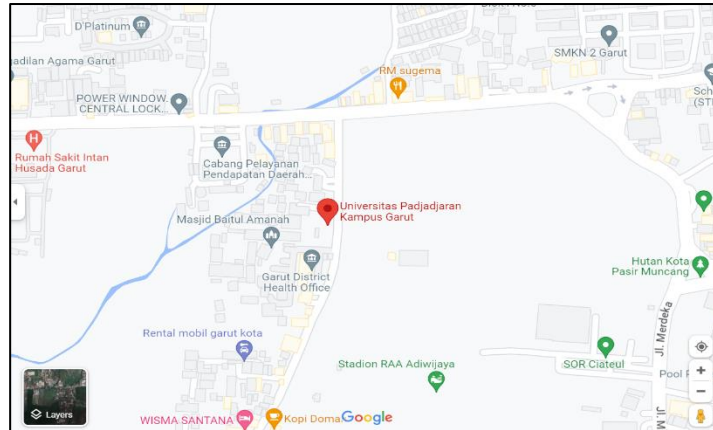 D'Platinum
gadilan Agama Garut
SMKN 2 Garut
RM sugema
POWER WINDOW.
CENTRAL LOCK...
Sch
(ST
Rumah Sakit Intan
Husada Garut
Cabang Pelayanan
Pendapatan Daerah...
Universitas Padjadjaran
Kampus Garut
Masjid Baitul Amanah
Garut District
Health Office
Hutan Kota
Pasir Muncang
Rental mobil garut kota
Jl. Merdeka
Stadion RAA Adiwijaya
SOR Ciateul
Pool
Layers
WISMA SANTANA
Kopi Doma
Google
Jl. M